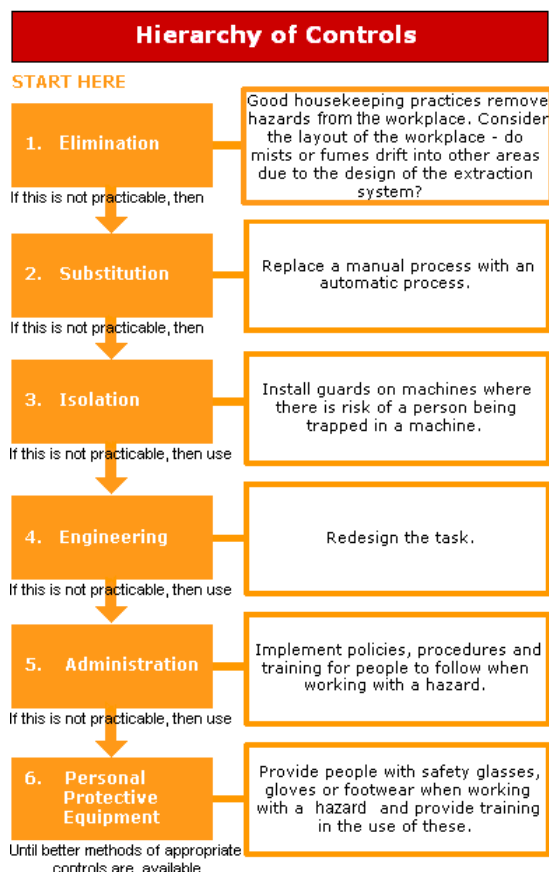 Hierarchy of Controls
START HERE
1. Elimination
Good housekeeping practices remove
hazards from the workplace. Consider
the layout of the workplace - do
mists or fumes drift into other areas
due to the design of the extraction
system?
If this is not practicable, then
2. Substitution
Replace a manual process with an
automatic process.
If this is not practicable, then
3. Isolation
Install guards on machines where
there is risk of a person being
trapped in a machine.
If this is not practicable, then use
4. Engineering
Redesign the task.
If this is not practicable, then use
5. Administration
Implement policies, procedures and
training for people to follow when
working with a hazard.
If this is not practicable, then use
6. Personal
Protective
Equipment
Provide people with safety glasses,
gloves or footwear when working
with a hazard and provide training
in the use of these.
Until better methods of appropriate
controls are available